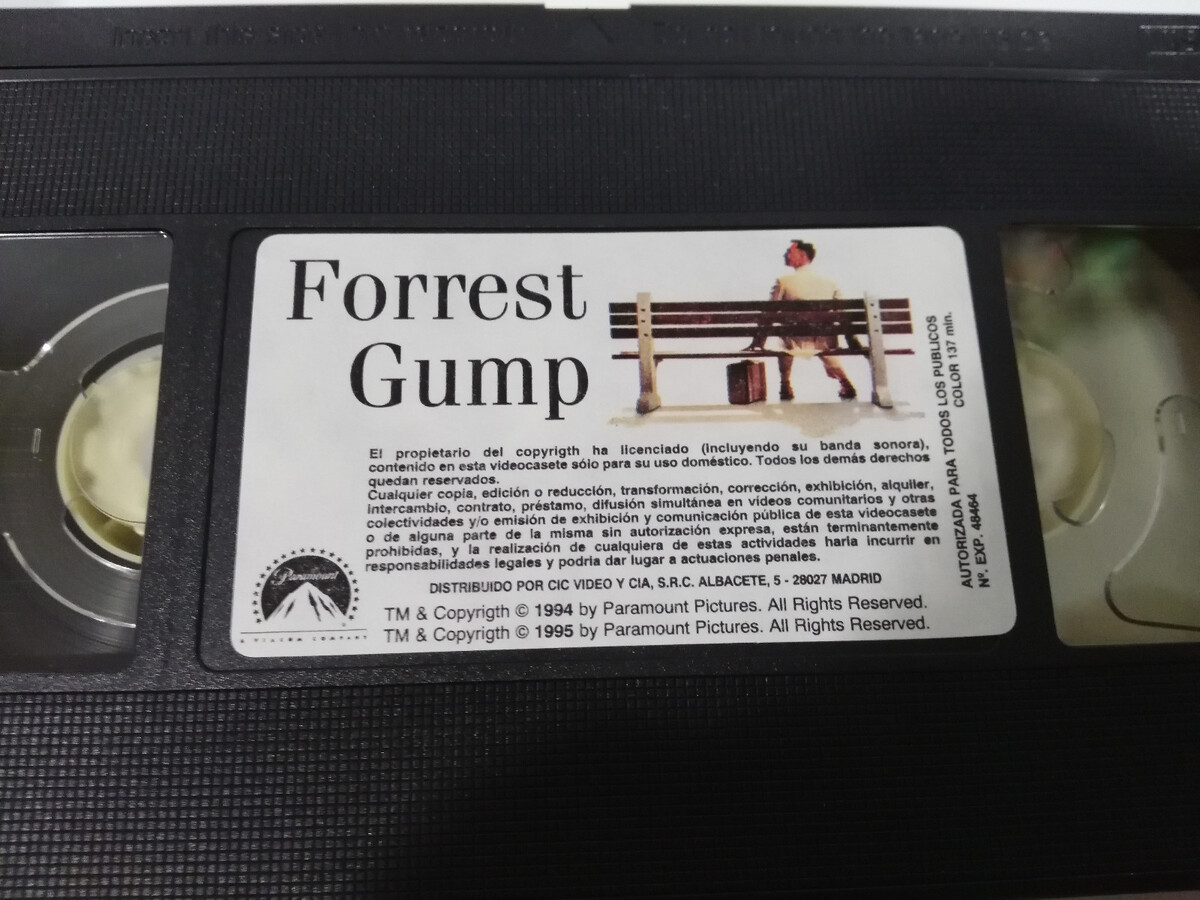 Forrest
Gump
El propietario del copyrigth ha licenciado (incluyendo su banda sonora),
contenido en esta videocasete sólo para su uso doméstico. Todos los demás derechos
quedan reservados.
Cualquier copia, edición o reducción, transformación, corrección, exhibición, alquiler,
intercambio, contrato, préstamo, difusión simultánea en vídeos comunitarios y otras
colectividades y/o emisión de exhibición y comunicación pública de esta videocasete
o de alguna parte de la misma sin autorización expresa, están terminantemente
prohibidas, y la realización de cualquiera de estas actividades haria incurrir en
responsabilidades legales y podria dar lugar a actuaciones penales.
DISTRIBUIDO POR CIC VIDEO Y CIA, S.R.C. ALBACETE, 5 - 28027 MADRID
TM & Copyrigth © 1994 by Paramount Pictures. All Rights Reserved.
TM & Copyrigth © 1995 by Paramount Pictures. All Rights Reserved.
Paramount
A VIACOM COMPANY
AUTORIZADA PARA TODOS LOS PUBLICOS
Nº. EXP. 48464 COLOR 137 min.